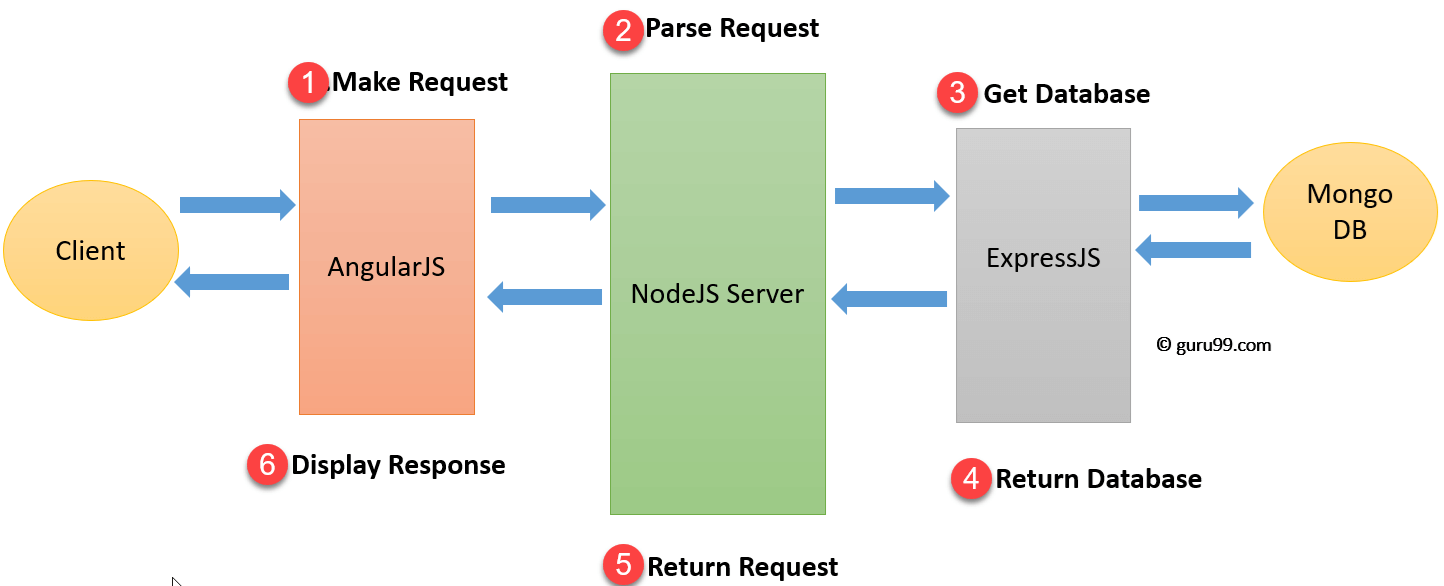 2 Parse Request
1 .Make Request
3 Get Database
Client
AngularJS
NodeJS Server
ExpressJS
Mongo
DB
© guru99.com
6 Display Response
4 Return Database
5 Return Request